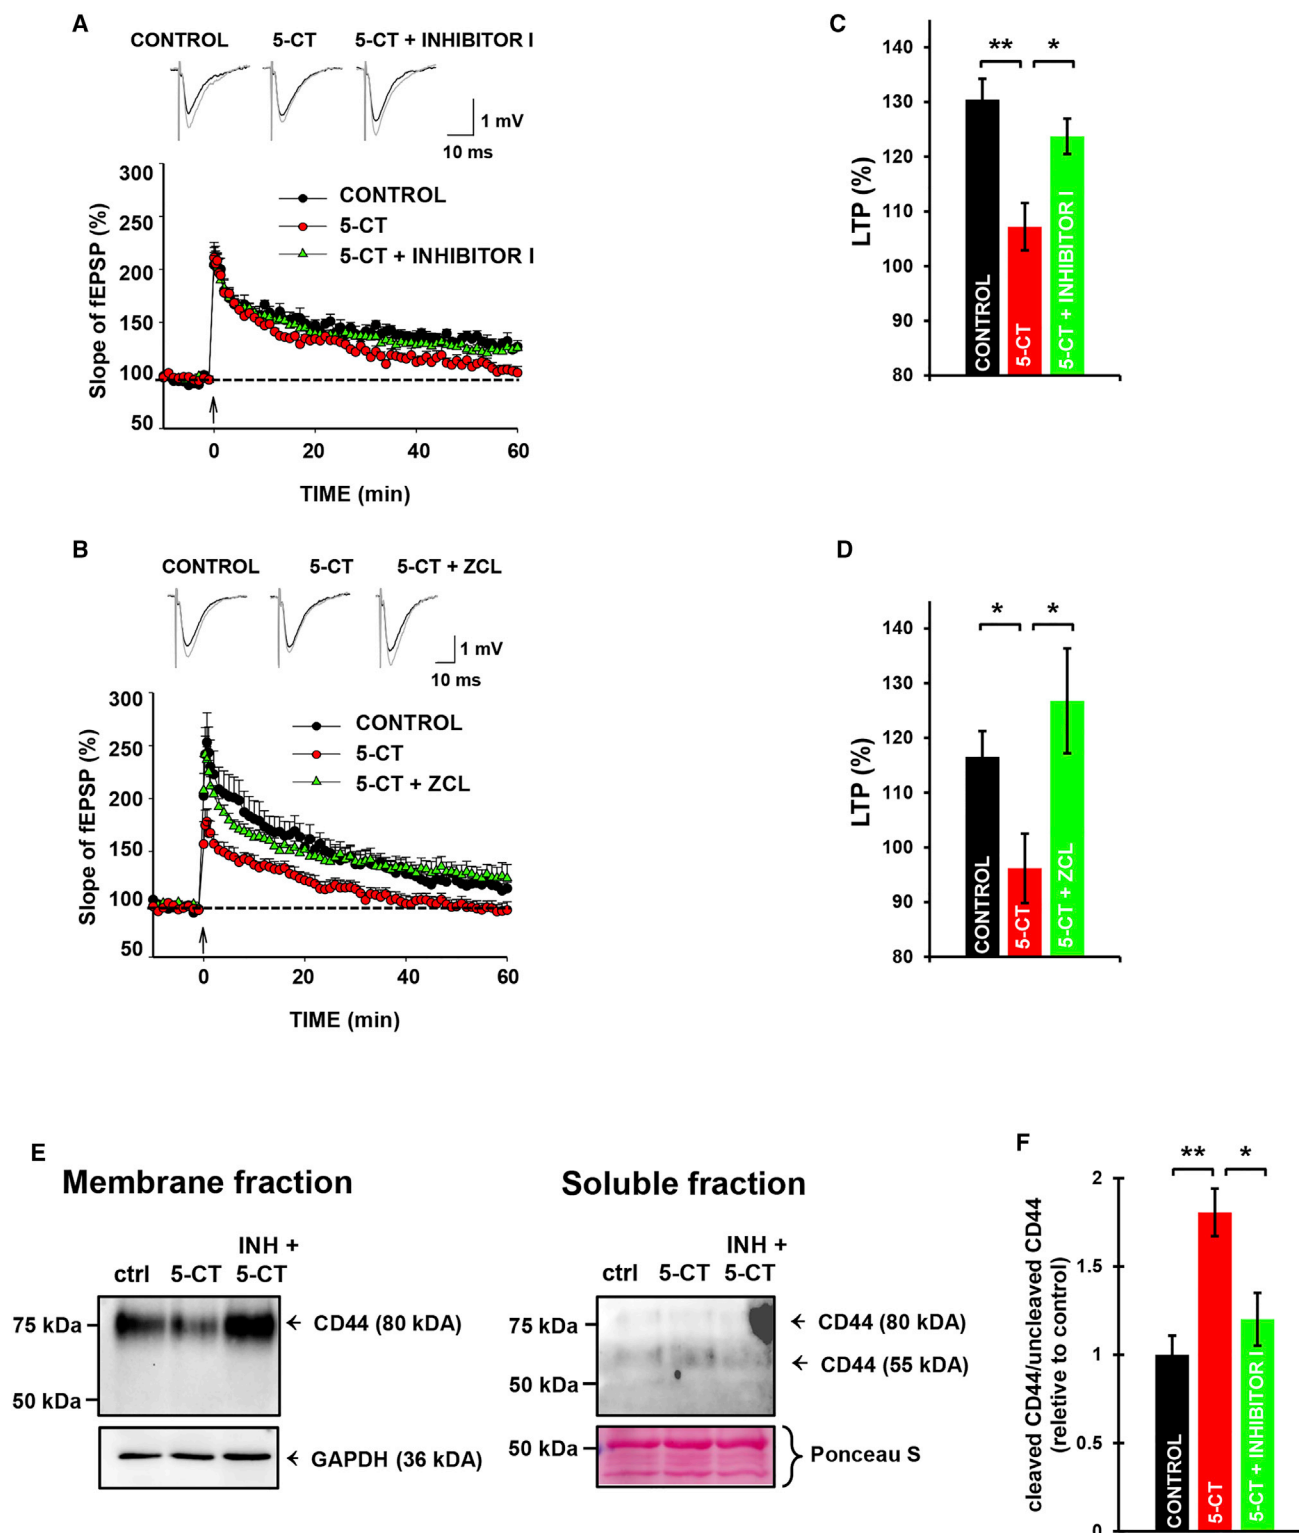 A
CONTROL 5-CT 5-CT + INHIBITOR I
1 mV
10 ms
300
250
200
150
100
50
Slope of fEPSP (%)
CONTROL
5-CT
5-CT + INHIBITOR I
0 20 40 60
TIME (min)
C
140
130
120
110
100
90
80
LTP (%)
** *
CONTROL
5-CT
5-CT + INHIBITOR I
B
CONTROL 5-CT 5-CT + ZCL
1 mV
10 ms
300
250
200
150
100
50
Slope of fEPSP (%)
CONTROL
5-CT
5-CT + ZCL
0 20 40 60
TIME (min)
D
140
130
120
110
100
90
80
LTP (%)
* *
CONTROL
5-CT
5-CT + ZCL
E
Membrane fraction
ctrl 5-CT INH + 5-CT
75 kDa
50 kDa
CD44 (80 kDA)
GAPDH (36 kDA)
Soluble fraction
ctrl 5-CT INH + 5-CT
75 kDa
50 kDa
CD44 (80 kDA)
CD44 (55 kDA)
50 kDa
Ponceau S
F
2
1.5
1
0.5
0
cleaved CD44/uncleaved CD44
(reletive to control)
** *
CONTROL
5-CT
5-CT + INHIBITOR I